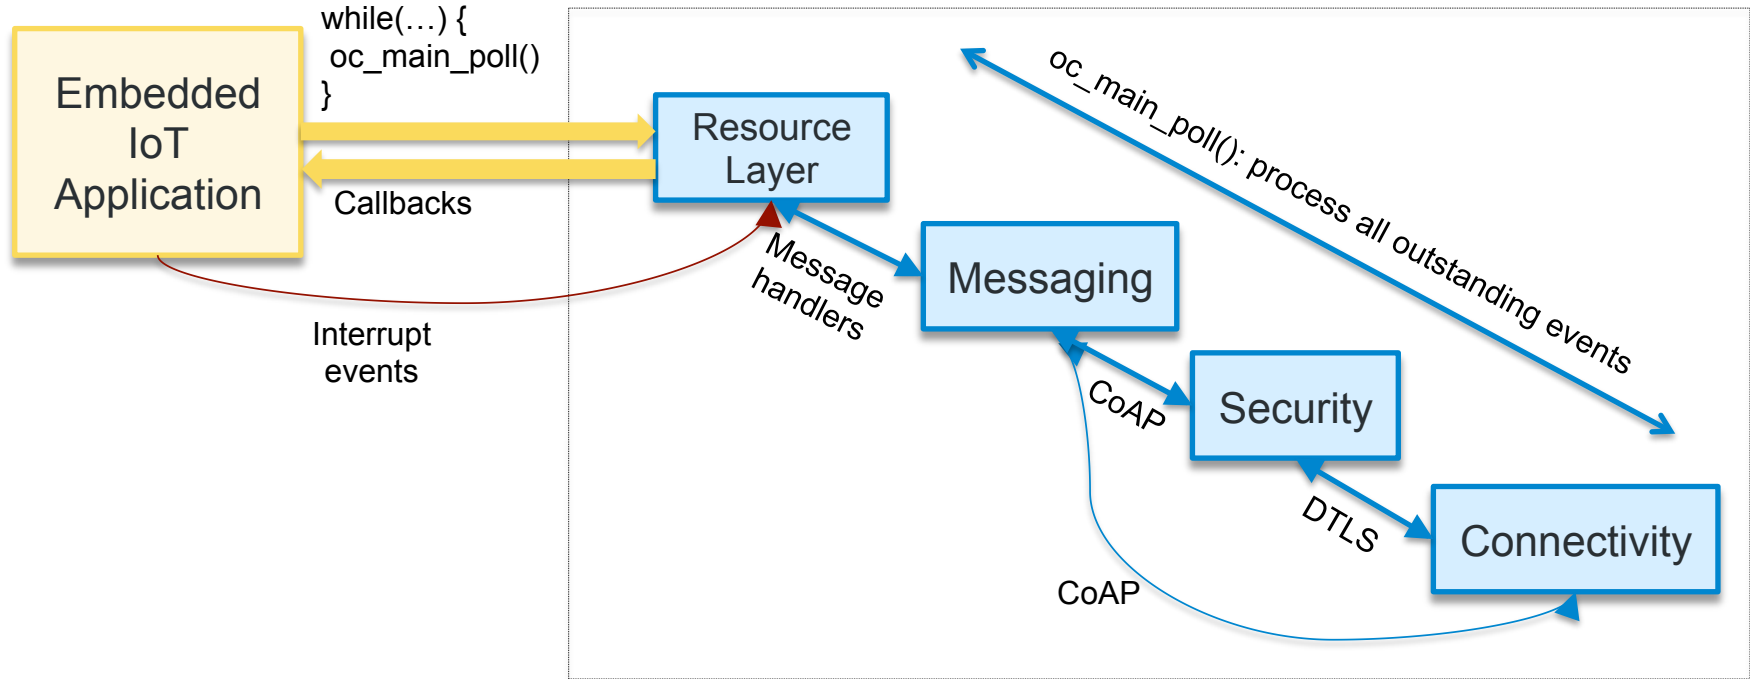 while(…) {
oc_main_poll()
}
Embedded
IoT
Application
Callbacks
Interrupt
events
Resource
Layer
Message
handlers
Messaging
CoAP
Security
DTLS
Connectivity
CoAP
oc_main_poll(): process all outstanding events